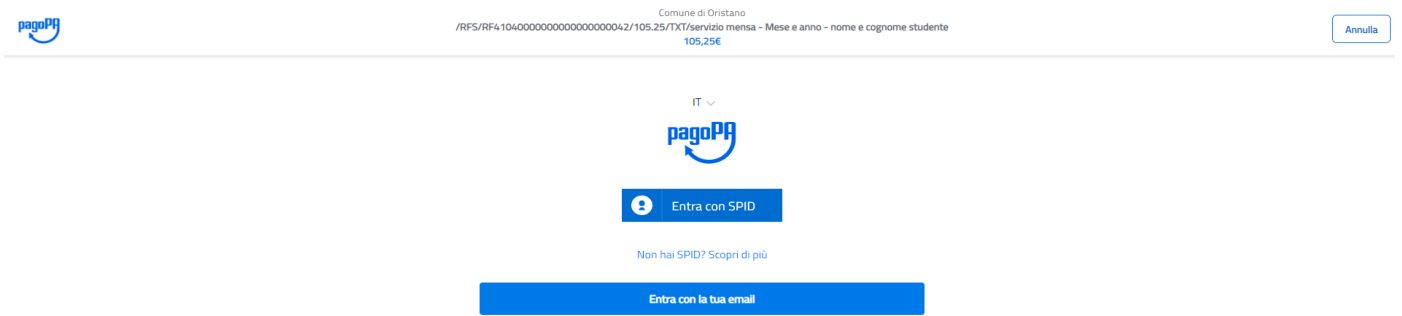 pagoPA
Comune di Oristano
/RFS/RF41040000000000000000042/105.25/TXT/servizio mensa - Mese e anno - nome e cognome studente
105,25€
Annulla
IT
pagoPA
Entra con SPID
Non hai SPID? Scopri di più
Entra con la tua email